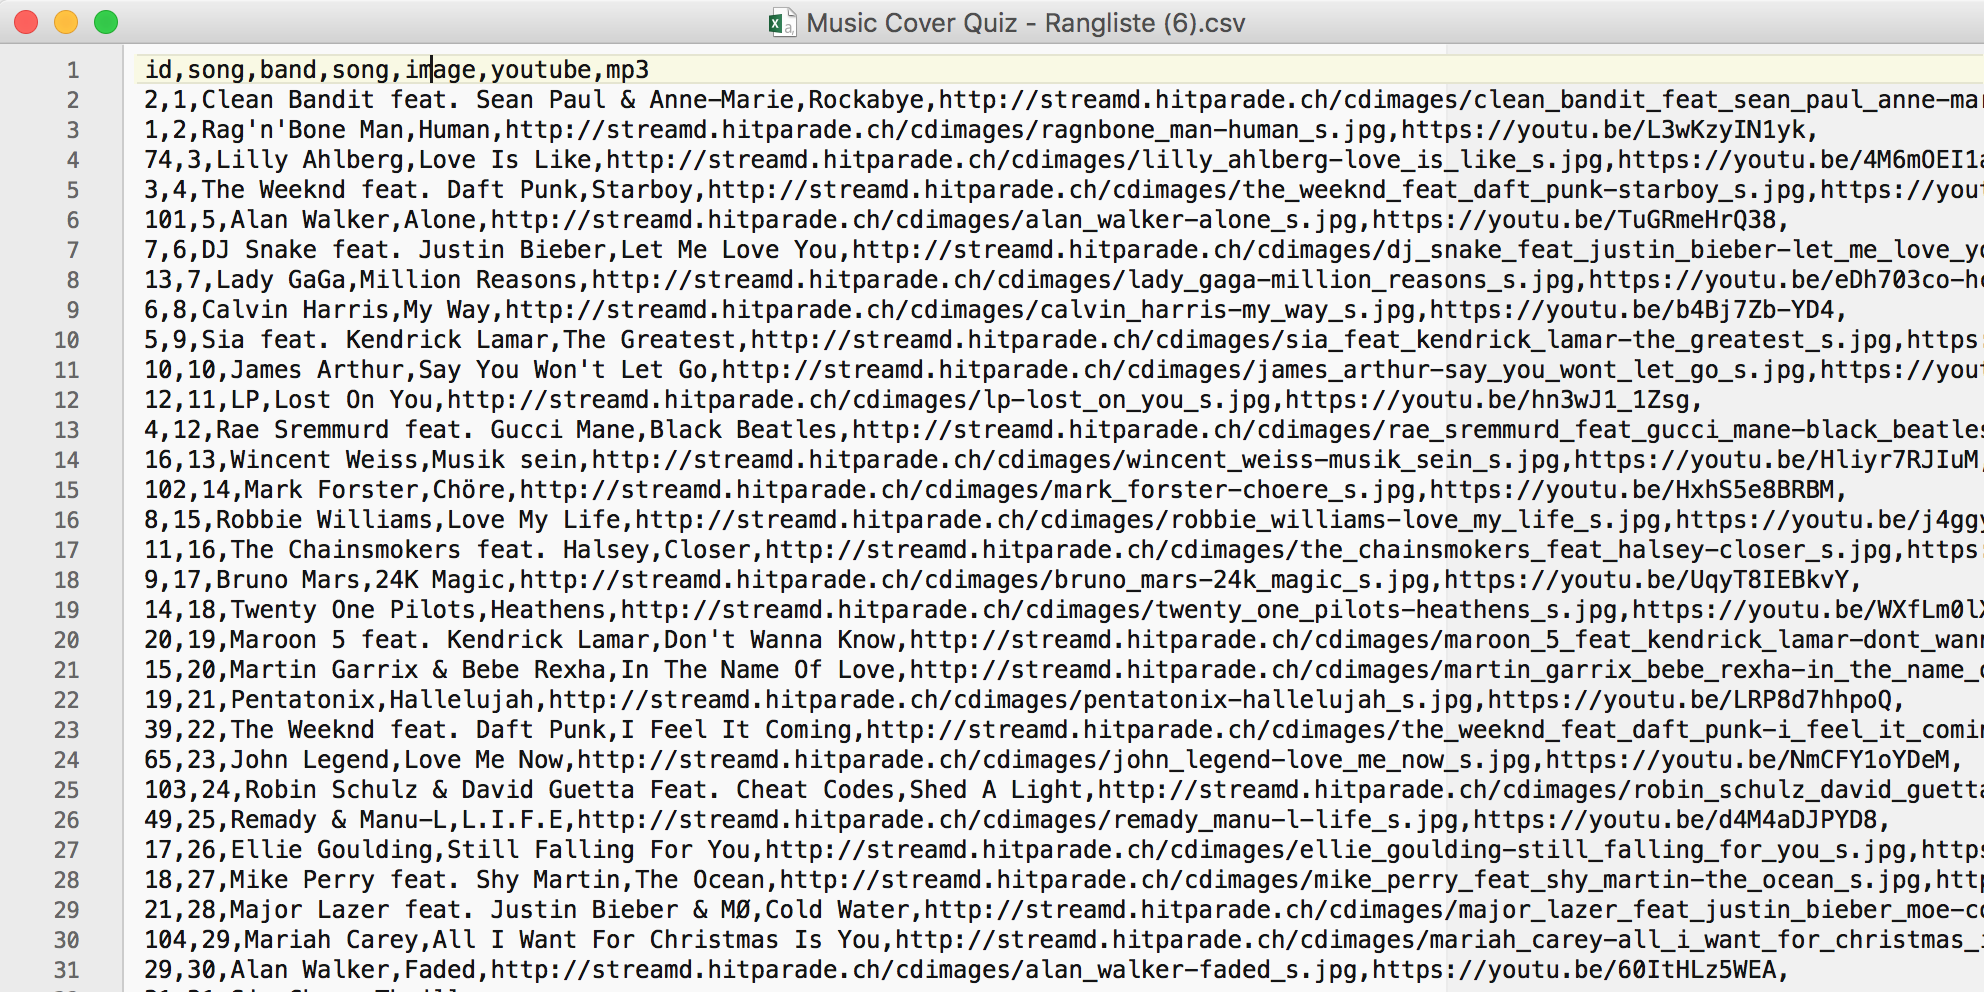 Music Cover Quiz - Rangliste (6).csv
1 id,song,band,song,image,youtube,mp3
2 2,1,Clean Bandit feat. Sean Paul & Anne-Marie,Rockabye,http://streamd.hitparade.ch/cdimages/clean_bandit_feat_sean_paul_anne-mar
3 1,2,Rag'n'Bone Man,Human,http://streamd.hitparade.ch/cdimages/ragnbone_man-human_s.jpg,https://youtu.be/L3wKzyIN1yk,
4 74,3,Lilly Ahlberg,Love Is Like,http://streamd.hitparade.ch/cdimages/lilly_ahlberg-love_is_like_s.jpg,https://youtu.be/4M6mOEI1a
5 3,4,The Weeknd feat. Daft Punk,Starboy,http://streamd.hitparade.ch/cdimages/the_weeknd_feat_daft_punk-starboy_s.jpg,https://yout
6 101,5,Alan Walker,Alone,http://streamd.hitparade.ch/cdimages/alan_walker-alone_s.jpg,https://youtu.be/TuGRmeHrQ38,
7 7,6,DJ Snake feat. Justin Bieber,Let Me Love You,http://streamd.hitparade.ch/cdimages/dj_snake_feat_justin_bieber-let_me_love_yo
8 13,7,Lady GaGa,Million Reasons,http://streamd.hitparade.ch/cdimages/lady_gaga-million_reasons_s.jpg,https://youtu.be/eDh703co-he
9 6,8,Calvin Harris,My Way,http://streamd.hitparade.ch/cdimages/calvin_harris-my_way_s.jpg,https://youtu.be/b4Bj7Zb-YD4,
10 5,9,Sia feat. Kendrick Lamar,The Greatest,http://streamd.hitparade.ch/cdimages/sia_feat_kendrick_lamar-the_greatest_s.jpg,https:
11 10,10,James Arthur,Say You Won't Let Go,http://streamd.hitparade.ch/cdimages/james_arthur-say_you_wont_let_go_s.jpg,https://yout
12 12,11,LP,Lost On You,http://streamd.hitparade.ch/cdimages/lp-lost_on_you_s.jpg,https://youtu.be/hn3wJ1_1Zsg,
13 4,12,Rae Sremmurd feat. Gucci Mane,Black Beatles,http://streamd.hitparade.ch/cdimages/rae_sremmurd_feat_gucci_mane-black_beatles
14 16,13,Wincent Weiss,Musik sein,http://streamd.hitparade.ch/cdimages/wincent_weiss-musik_sein_s.jpg,https://youtu.be/Hliyr7RJIuM,
15 102,14,Mark Forster,Chöre,http://streamd.hitparade.ch/cdimages/mark_forster-choere_s.jpg,https://youtu.be/HxhS5e8BRBM,
16 8,15,Robbie Williams,Love My Life,http://streamd.hitparade.ch/cdimages/robbie_williams-love_my_life_s.jpg,https://youtu.be/j4ggy
17 11,16,The Chainsmokers feat. Halsey,Closer,http://streamd.hitparade.ch/cdimages/the_chainsmokers_feat_halsey-closer_s.jpg,https:
18 9,17,Bruno Mars,24K Magic,http://streamd.hitparade.ch/cdimages/bruno_mars-24k_magic_s.jpg,https://youtu.be/UqyT8IEBkvY,
19 14,18,Twenty One Pilots,Heathens,http://streamd.hitparade.ch/cdimages/twenty_one_pilots-heathens_s.jpg,https://youtu.be/WXfLm0lX
20 20,19,Maroon 5 feat. Kendrick Lamar,Don't Wanna Know,http://streamd.hitparade.ch/cdimages/maroon_5_feat_kendrick_lamar-dont_wann
21 15,20,Martin Garrix & Bebe Rexha,In The Name Of Love,http://streamd.hitparade.ch/cdimages/martin_garrix_bebe_rexha-in_the_name_o
22 19,21,Pentatonix,Hallelujah,http://streamd.hitparade.ch/cdimages/pentatonix-hallelujah_s.jpg,https://youtu.be/LRP8d7hhpoQ,
23 39,22,The Weeknd feat. Daft Punk,I Feel It Coming,http://streamd.hitparade.ch/cdimages/the_weeknd_feat_daft_punk-i_feel_it_comin
24 65,23,John Legend,Love Me Now,http://streamd.hitparade.ch/cdimages/john_legend-love_me_now_s.jpg,https://youtu.be/NmCFY1oYDeM,
25 103,24,Robin Schulz & David Guetta Feat. Cheat Codes,Shed A Light,http://streamd.hitparade.ch/cdimages/robin_schulz_david_guetta
26 49,25,Remady & Manu-L,L.I.F.E,http://streamd.hitparade.ch/cdimages/remady_manu-l-life_s.jpg,https://youtu.be/d4M4aDJPYD8,
27 17,26,Ellie Goulding,Still Falling For You,http://streamd.hitparade.ch/cdimages/ellie_goulding-still_falling_for_you_s.jpg,https
28 18,27,Mike Perry feat. Shy Martin,The Ocean,http://streamd.hitparade.ch/cdimages/mike_perry_feat_shy_martin-the_ocean_s.jpg,http
29 21,28,Major Lazer feat. Justin Bieber & MØ,Cold Water,http://streamd.hitparade.ch/cdimages/major_lazer_feat_justin_bieber_moe-co
30 104,29,Mariah Carey,All I Want For Christmas Is You,http://streamd.hitparade.ch/cdimages/mariah_carey-all_i_want_for_christmas_i
31 29,30,Alan Walker,Faded,http://streamd.hitparade.ch/cdimages/alan_walker-faded_s.jpg,https://youtu.be/60ItHLz5WEA,